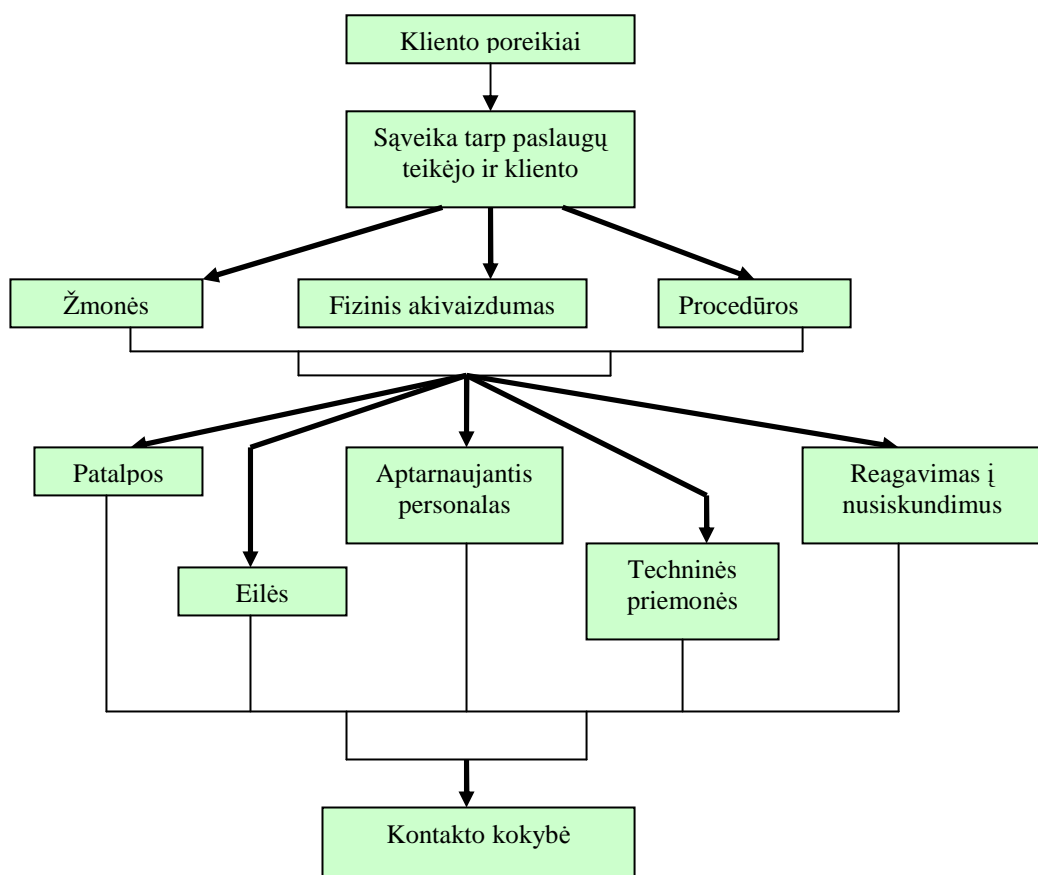 Kliento poreikiai
Sąveika tarp paslaugų
teikėjo ir kliento
Žmonės
Fizinis akivaizdumas
Procedūros
Patalpos
Aptarnaujantis
personalas
Reagavimas į
nusiskundimus
Eilės
Techninės
priemonės
Kontakto kokybė